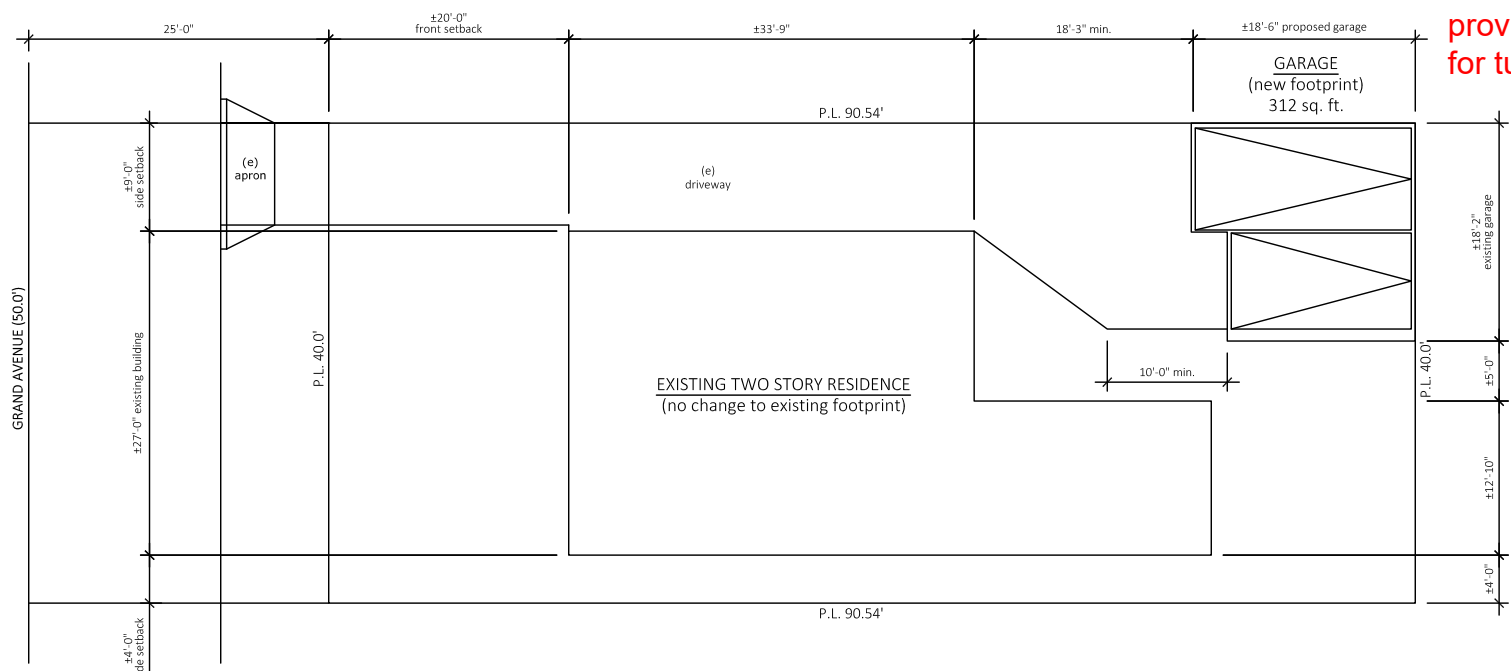 25'-0"
±20'-0"
front setback
±33'-9"
18'-3" min.
±18'-6" proposed garage
GARAGE
(new footprint)
312 sq. ft.
P.L. 90.54'
(e)
apron
(e)
driveway
±9'-0"
side setback
±18'-2"
existing garage
GRAND AVENUE (50.0')
±27'-0" existing building
P.L. 40.0'
EXISTING TWO STORY RESIDENCE
(no change to existing footprint)
10'-0" min.
P.L. 40.0'
±5'-0"
±12'-10"
±4'-0"
P.L. 90.54'
±4'-0"
setback
for